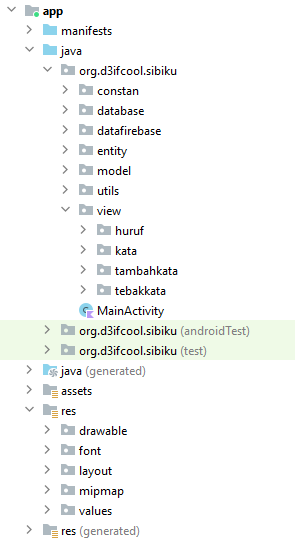 app
manifests
java
org.d3ifcool.sibiku
constan
database
datafirebase
entity
model
utils
view
huruf
kata
tambahkata
tebakkata
MainActivity
org.d3ifcool.sibiku (androidTest)
org.d3ifcool.sibiku (test)
java (generated)
assets
res
drawable
font
layout
mipmap
values
res (generated)